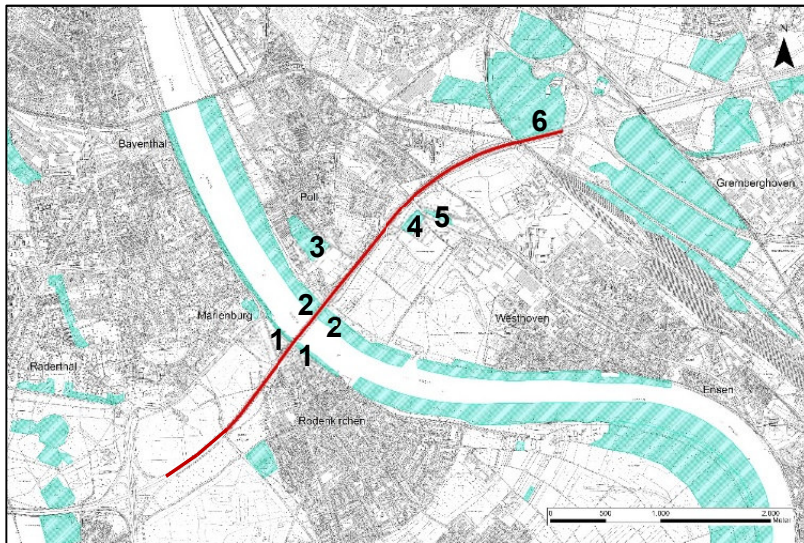 N
6
Bayenthal
Gremberghoven
Poll
5
4
3
2
2
Marienburg
Westhoven
1
1
Raderthal
Ensen
Rodenkirchen
0 500 1.000 2.000
Meter